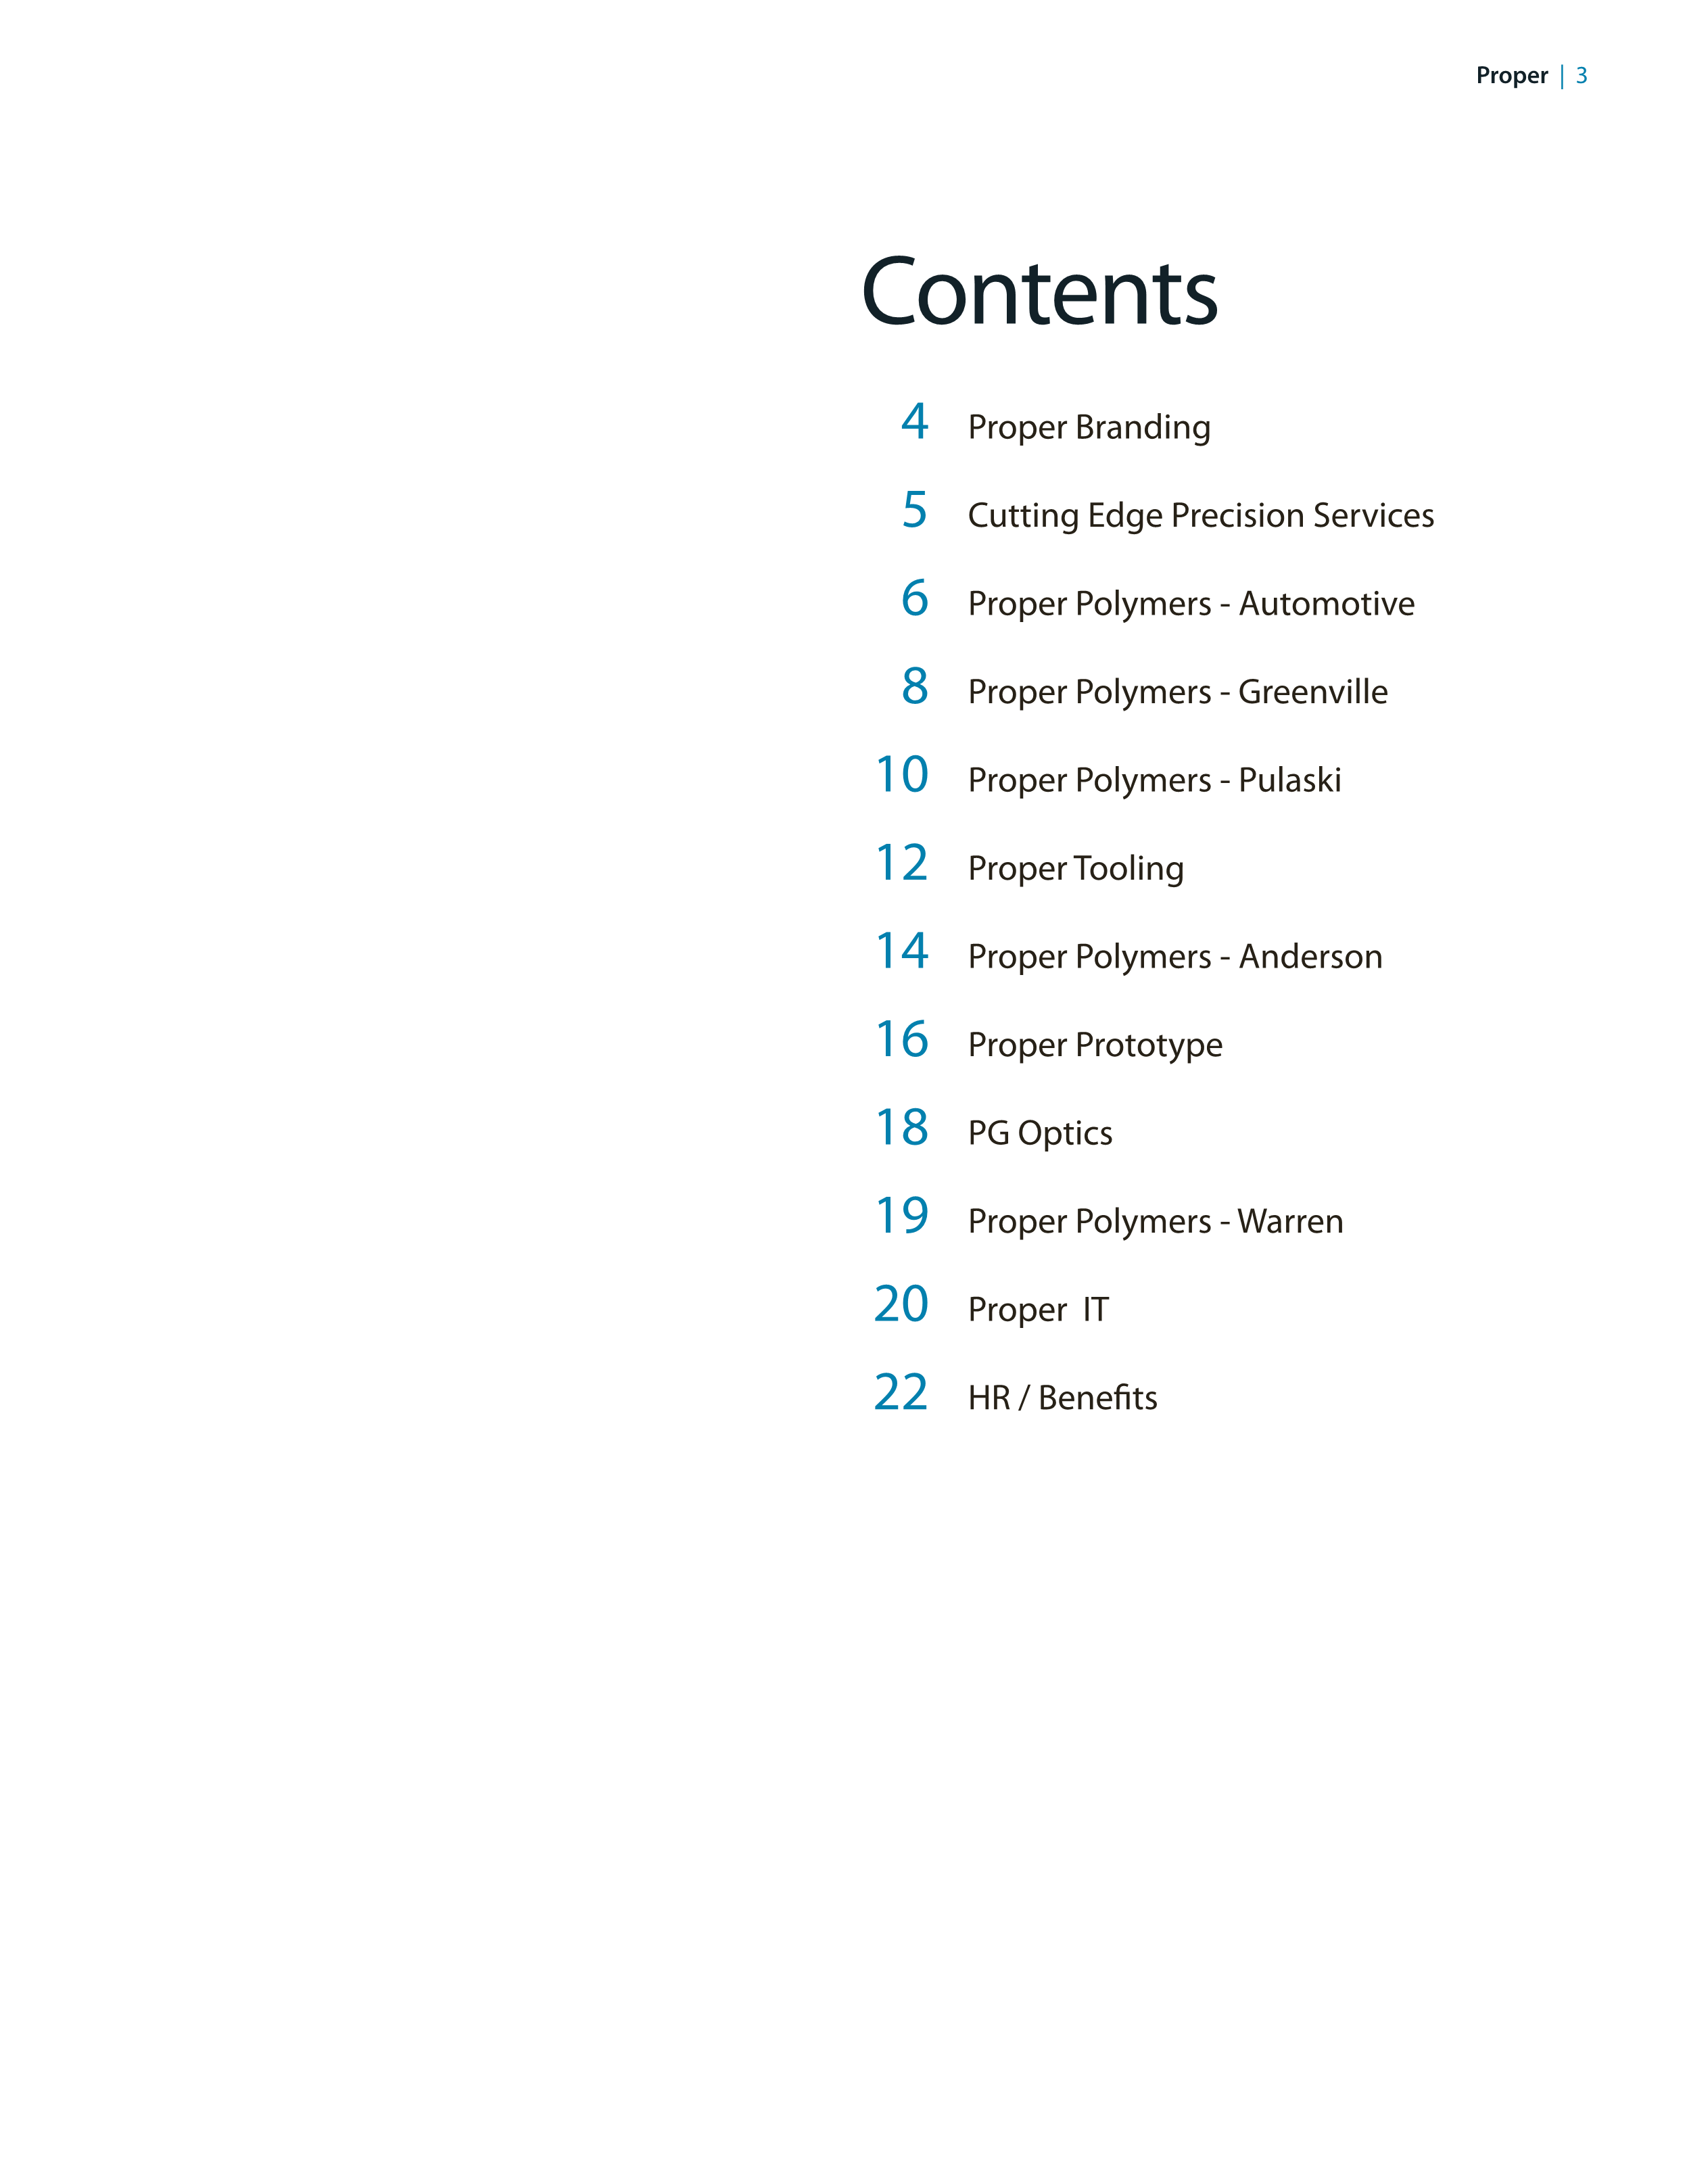 Proper | 3
Contents
4 Proper Branding
5 Cutting Edge Precision Services
6 Proper Polymers - Automotive
8 Proper Polymers - Greenville
10 Proper Polymers - Pulaski
12 Proper Tooling
14 Proper Polymers - Anderson
16 Proper Prototype
18 PG Optics
19 Proper Polymers - Warren
20 Proper  IT
22 HR / Benefits